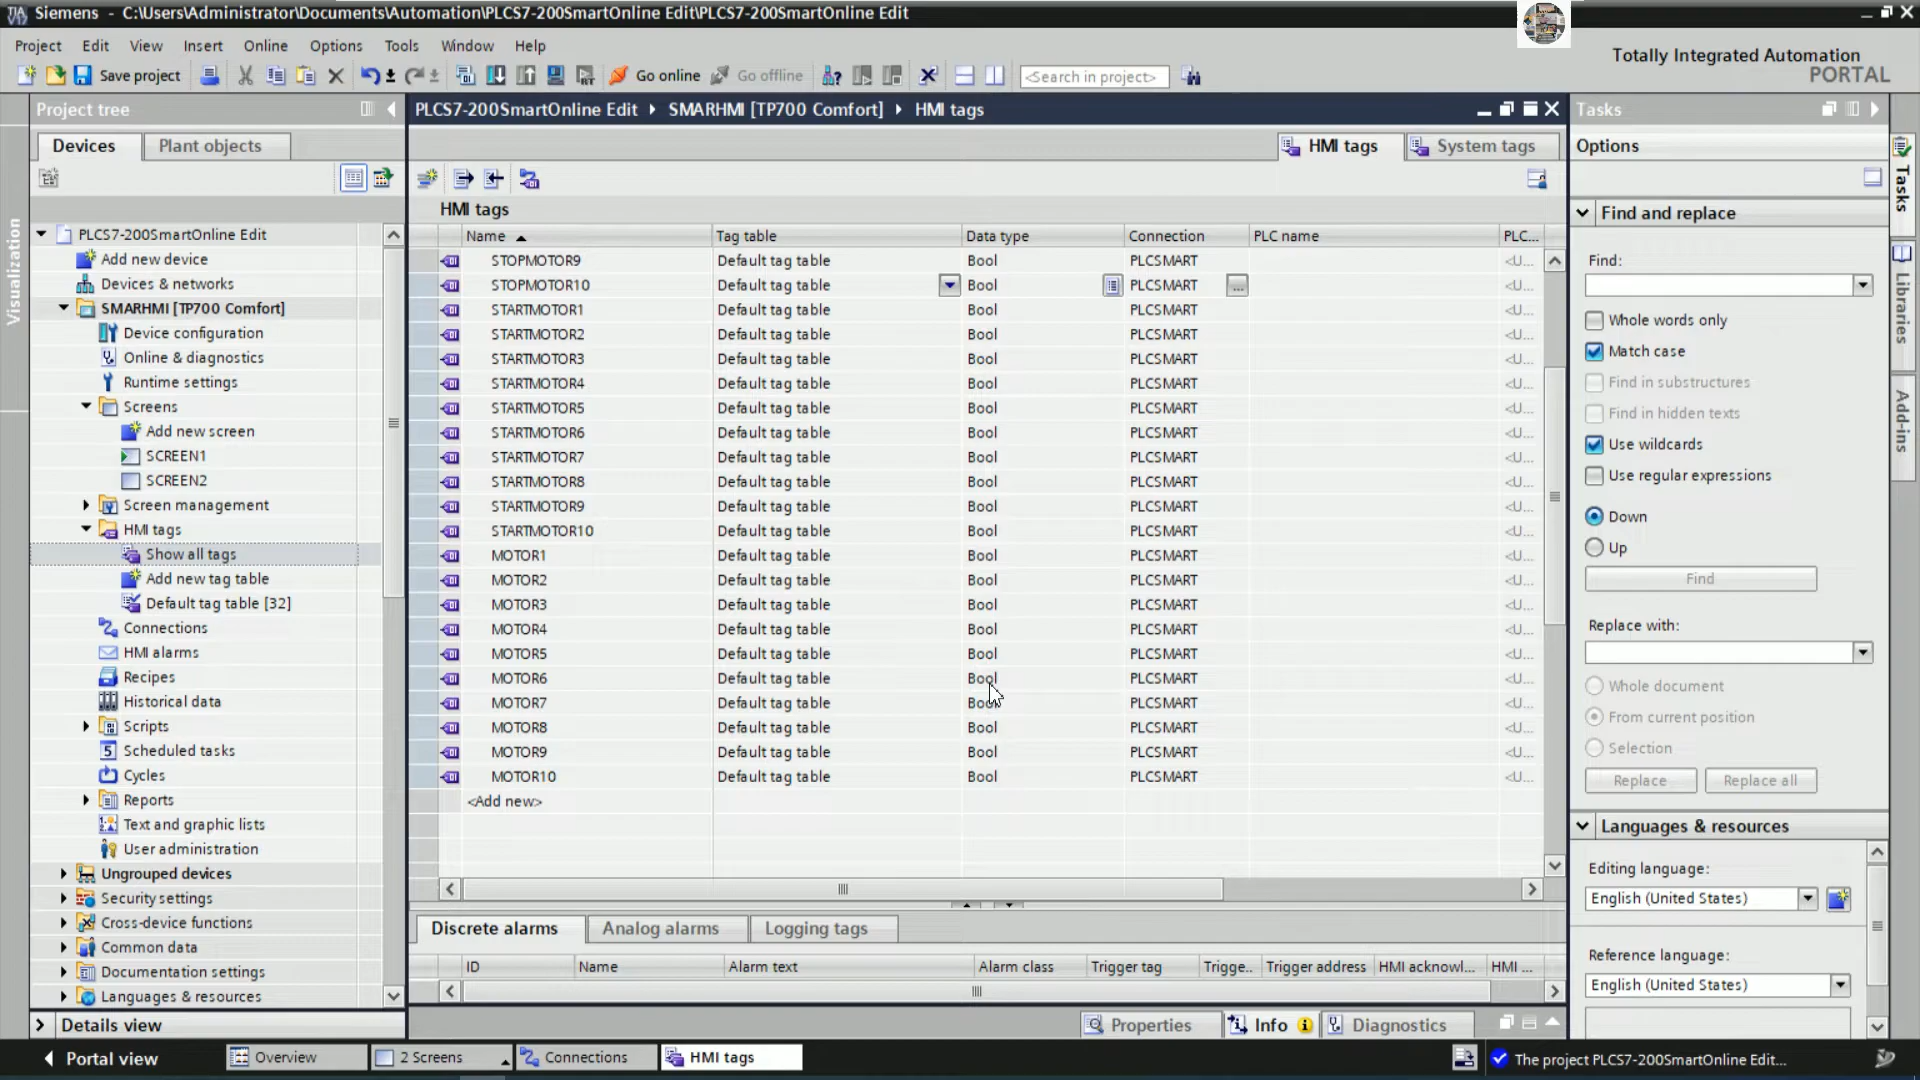 Siemens - C:\Users\Administrator\Documents\Automation\PLCS7-200SmartOnline Edit\PLCS7-200SmartOnline Edit
Project Edit View Insert Online Options Tools Window Help
Totally Integrated Automation
PORTAL
Save project
Go online
Go offline
<Search in project>
Project tree
PLCS7-200SmartOnline Edit
SMARHMI [TP700 Comfort]
HMI tags
Tasks
Devices
Plant objects
HMI tags
System tags
Options
Visualization
HMI tags
Name Tag table Data type Connection PLC name PLC...
STOPMOTOR9 Default tag table Bool PLCSMART <U...
STOPMOTOR10 Default tag table Bool PLCSMART ... <U...
STARTMOTOR1 Default tag table Bool PLCSMART <U...
STARTMOTOR2 Default tag table Bool PLCSMART <U...
STARTMOTOR3 Default tag table Bool PLCSMART <U...
STARTMOTOR4 Default tag table Bool PLCSMART <U...
STARTMOTOR5 Default tag table Bool PLCSMART <U...
STARTMOTOR6 Default tag table Bool PLCSMART <U...
STARTMOTOR7 Default tag table Bool PLCSMART <U...
STARTMOTOR8 Default tag table Bool PLCSMART <U...
STARTMOTOR9 Default tag table Bool PLCSMART <U...
STARTMOTOR10 Default tag table Bool PLCSMART <U...
MOTOR1 Default tag table Bool PLCSMART <U...
MOTOR2 Default tag table Bool PLCSMART <U...
MOTOR3 Default tag table Bool PLCSMART <U...
MOTOR4 Default tag table Bool PLCSMART <U...
MOTOR5 Default tag table Bool PLCSMART <U...
MOTOR6 Default tag table Bool PLCSMART <U...
MOTOR7 Default tag table Bool PLCSMART <U...
MOTOR8 Default tag table Bool PLCSMART <U...
MOTOR9 Default tag table Bool PLCSMART <U...
MOTOR10 Default tag table Bool PLCSMART <U...
<Add new>
PLCS7-200SmartOnline Edit
Add new device
Devices & networks
SMARHMI [TP700 Comfort]
Device configuration
Online & diagnostics
Runtime settings
Screens
Add new screen
SCREEN1
SCREEN2
Screen management
HMI tags
Show all tags
Add new tag table
Default tag table [32]
Connections
HMI alarms
Recipes
Historical data
Scripts
Scheduled tasks
Cycles
Reports
Text and graphic lists
User administration
Ungrouped devices
Security settings
Cross-device functions
Common data
Documentation settings
Languages & resources
Details view
Discrete alarms
Analog alarms
Logging tags
ID Name Alarm text Alarm class Trigger tag Trigge.. Trigger address HMI acknowl... HMI ...
Properties
Info
Diagnostics
Find and replace
Find:
Whole words only
Match case
Find in substructures
Find in hidden texts
Use wildcards
Use regular expressions
Down
Up
Find
Replace with:
Whole document
From current position
Selection
Replace
Replace all
Languages & resources
Editing language:
English (United States)
Reference language:
English (United States)
Tasks
Libraries
Add-ins
Portal view
Overview
2 Screens
Connections
HMI tags
The project PLCS7-200SmartOnline Edit...